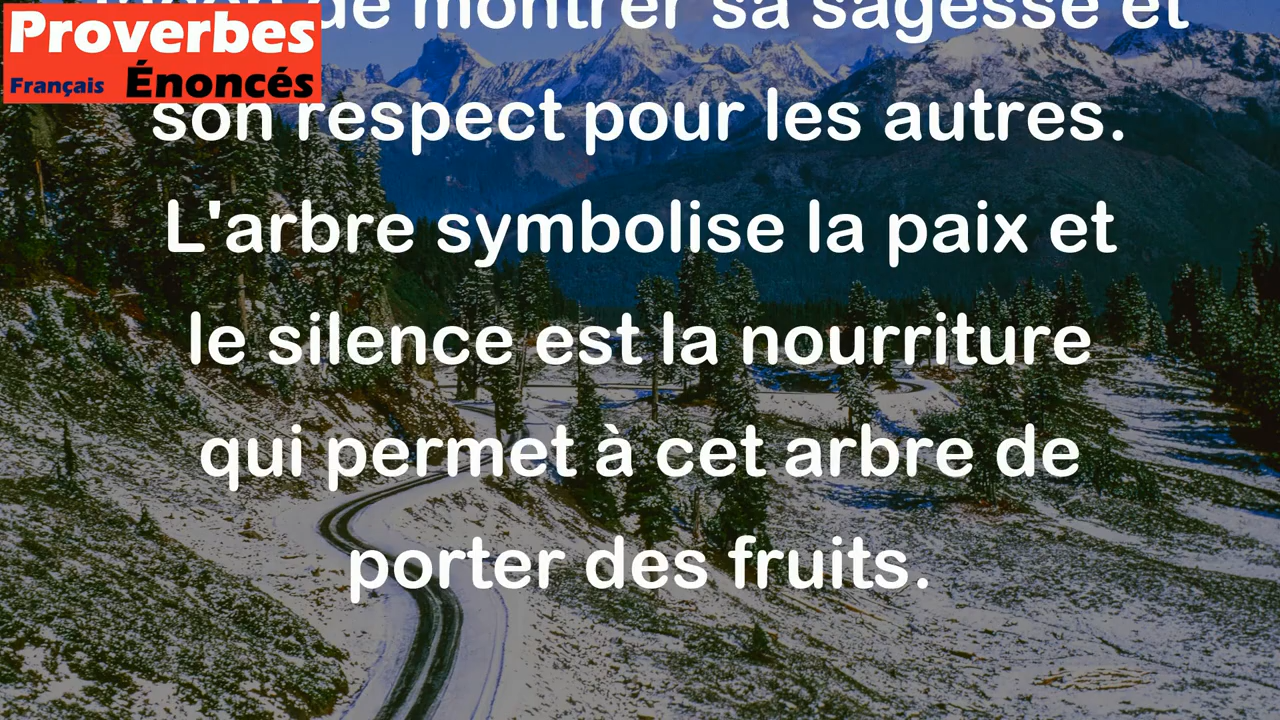 Proverbes
Français Énoncés
de montrer sa sagesse et
son respect pour les autres.
L'arbre symbolise la paix et
le silence est la nourriture
qui permet à cet arbre de
porter des fruits.